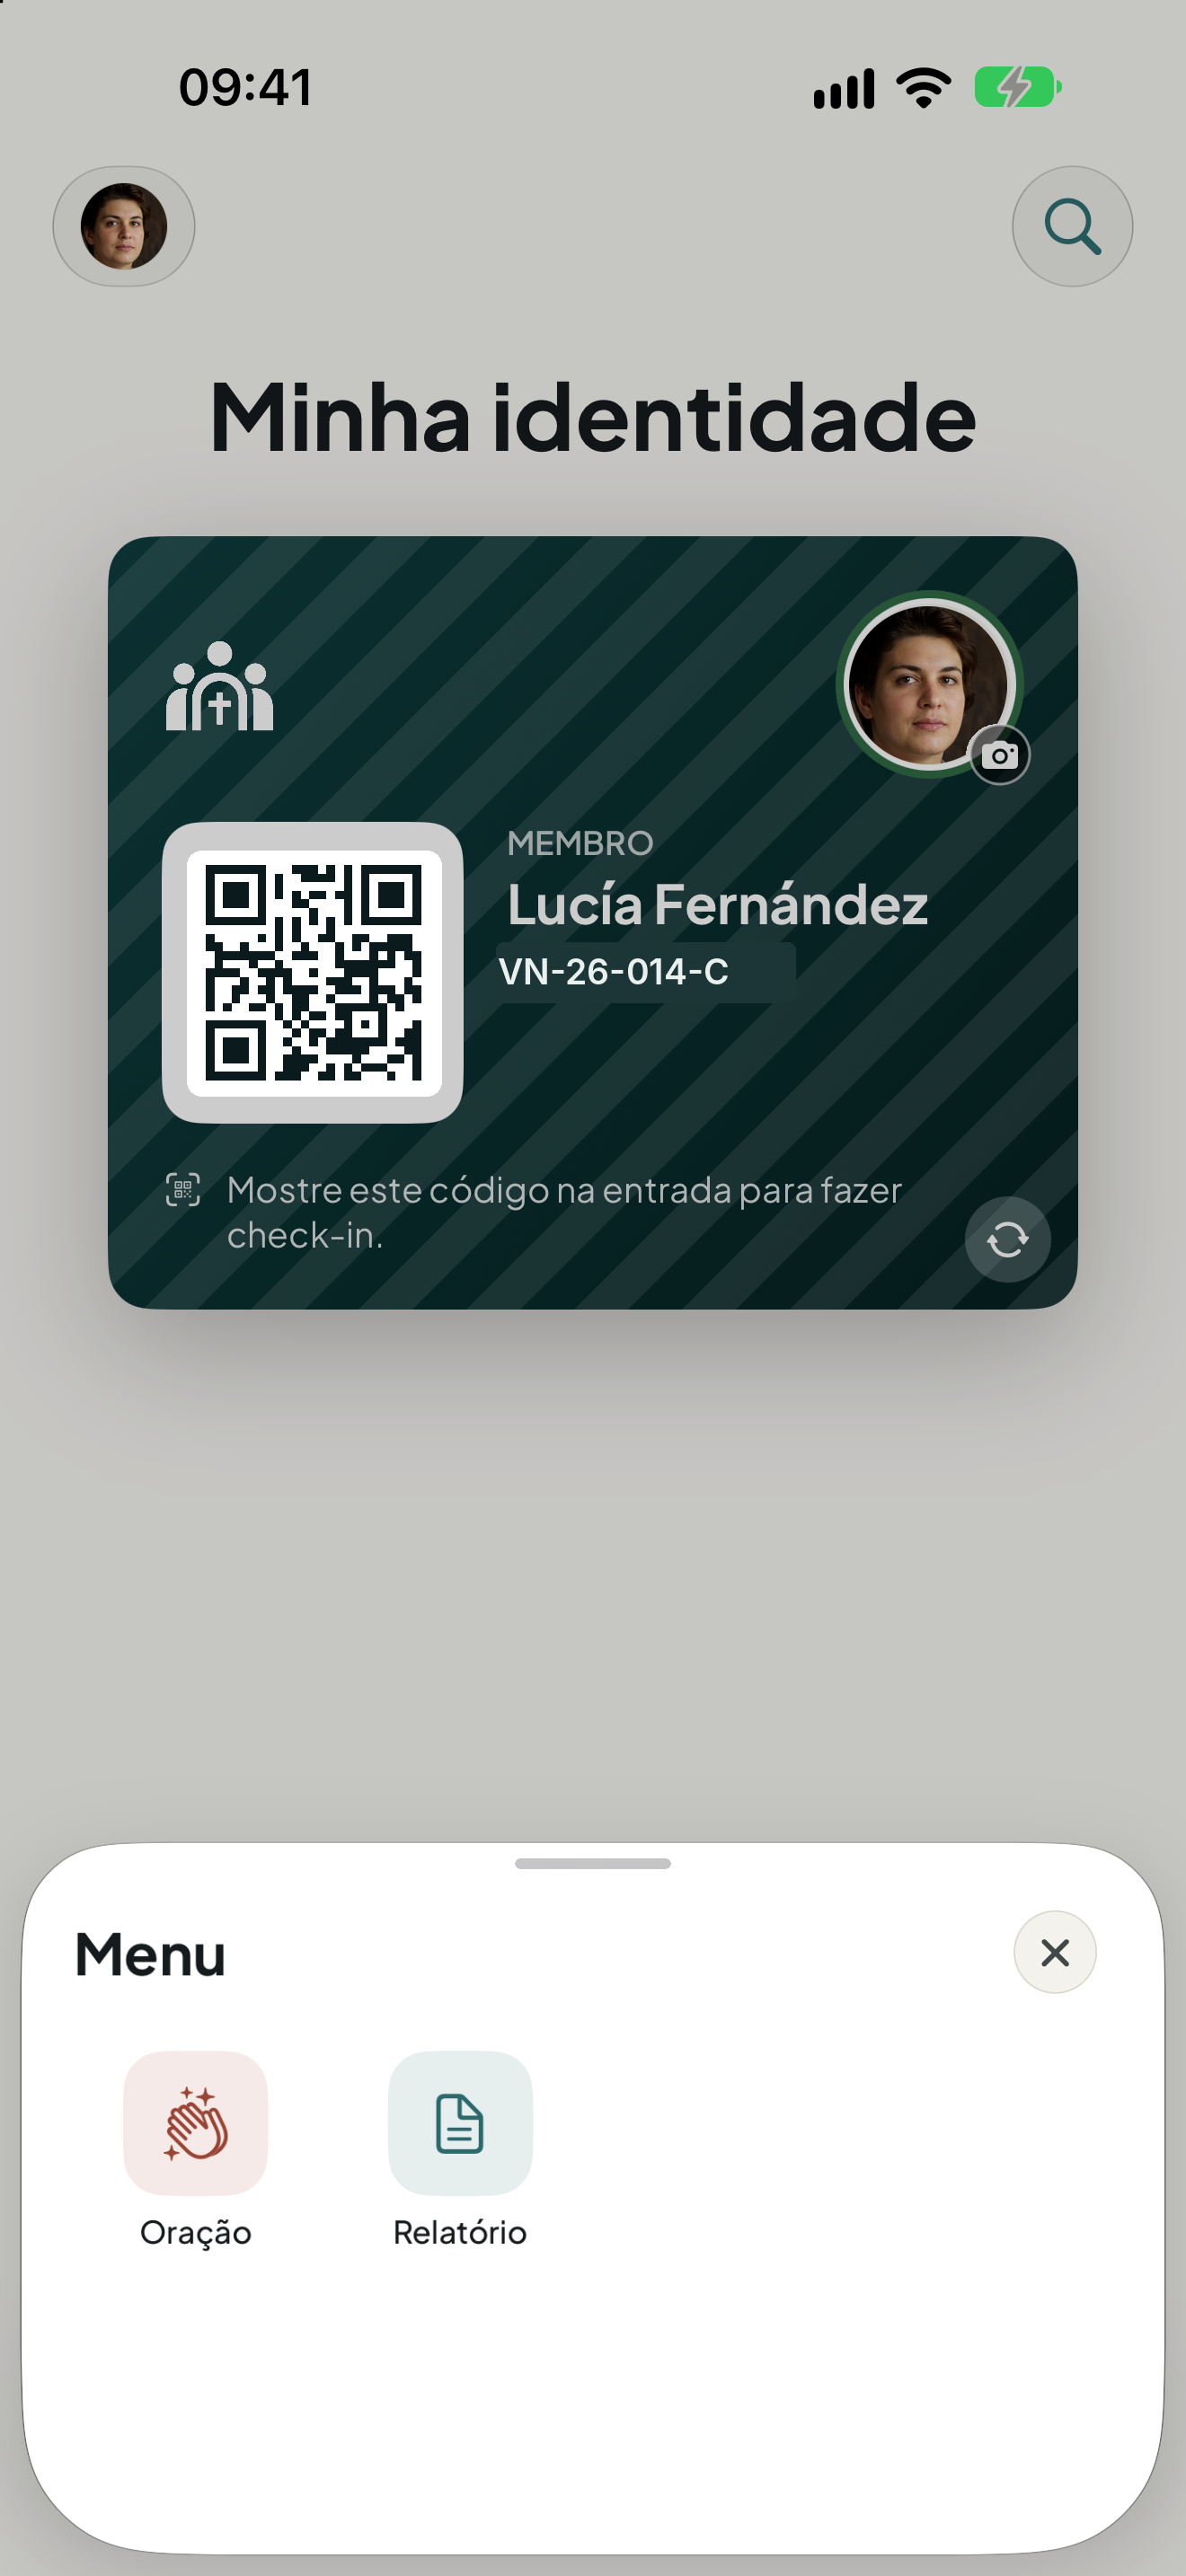 09:41
Minha identidade
MEMBRO
Lucía Fernández
VN-26-014-C
Mostre este código na entrada para fazer
check-in.
Menu
Oração
Relatório